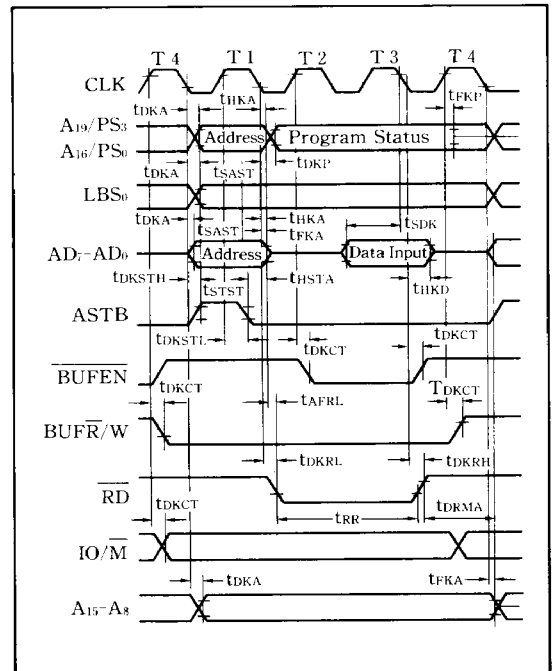 T 4 T 1 T 2 T 3 T 4
CLK
tDKA tHKA tFKP
A19/PS3
Address Program Status
A16/PS0
tDKA tSAST tDKP
LBS0
tDKA tHKA
tSAST tFKA tSDK
AD7-AD0 Address Data Input
tDKSTH tSTST tHSTA tHKD
ASTB
tDKSTL tDKCT tDKCT
BUFEN
tDKCT tAFRL TDKCT
BUFR/W
tDKRL tDKRH
RD
tDKCT tRR tDRMA
IO/M
tDKA tFKA
A15-A8